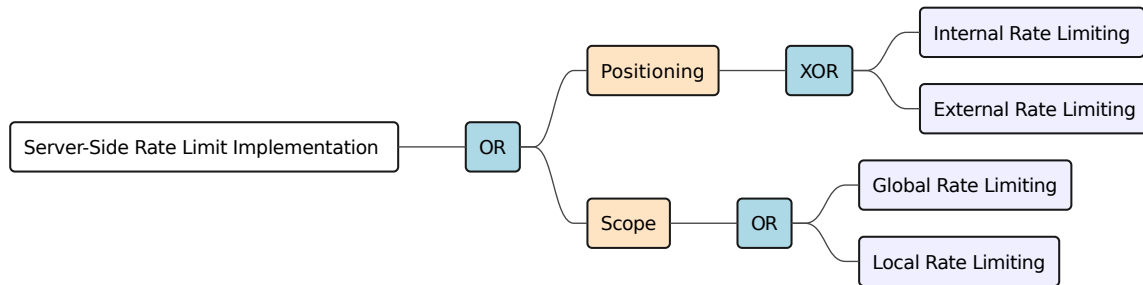 Server-Side Rate Limit Implementation
OR
Positioning
XOR
Internal Rate Limiting
External Rate Limiting
Scope
OR
Global Rate Limiting
Local Rate Limiting